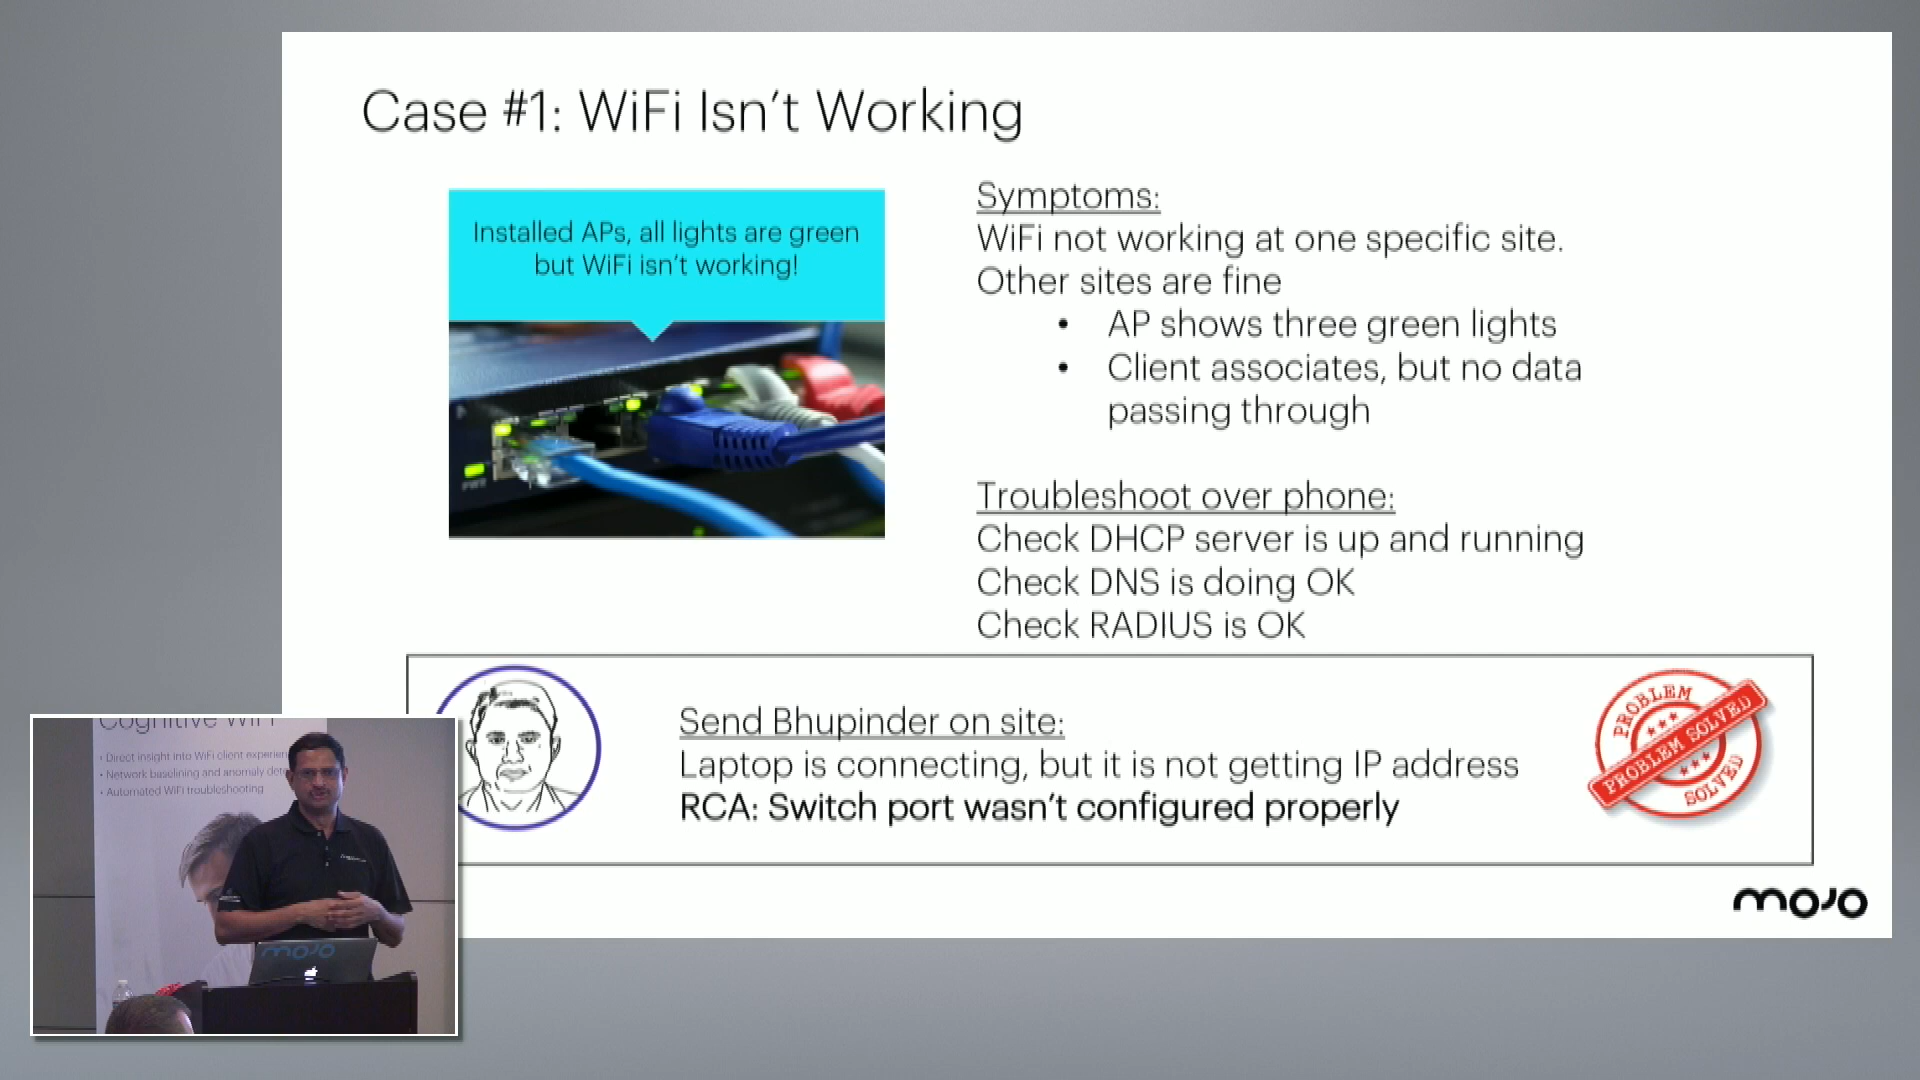 Case #1: WiFi Isn't Working
Installed APs, all lights are green
but WiFi isn't working!
Symptoms:
WiFi not working at one specific site.
Other sites are fine
• AP shows three green lights
• Client associates, but no data
passing through
Troubleshoot over phone:
Check DHCP server is up and running
Check DNS is doing OK
Check RADIUS is OK
Send Bhupinder on site:
Laptop is connecting, but it is not getting IP address
RCA: Switch port wasn't configured properly
PROBLEM
PROBLEM SOLVED
SOLVED
mojo
Cognitive WiFi
• Direct insight into WiFi client
• Network baselining and anomaly
• Automated WiFi troubleshooting
mojo